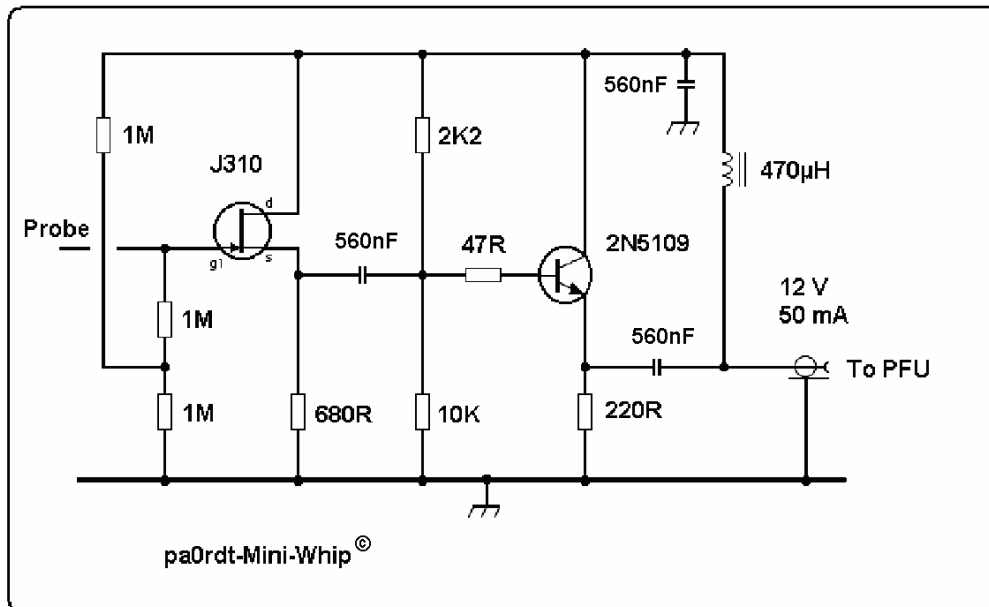 560nF
1M
2K2
J310
470µH
d
Probe
560nF
47R
2N5109
g1
s
12 V
50 mA
1M
560nF
To PFU
1M
680R
10K
220R
pa0rdt-Mini-Whip ©